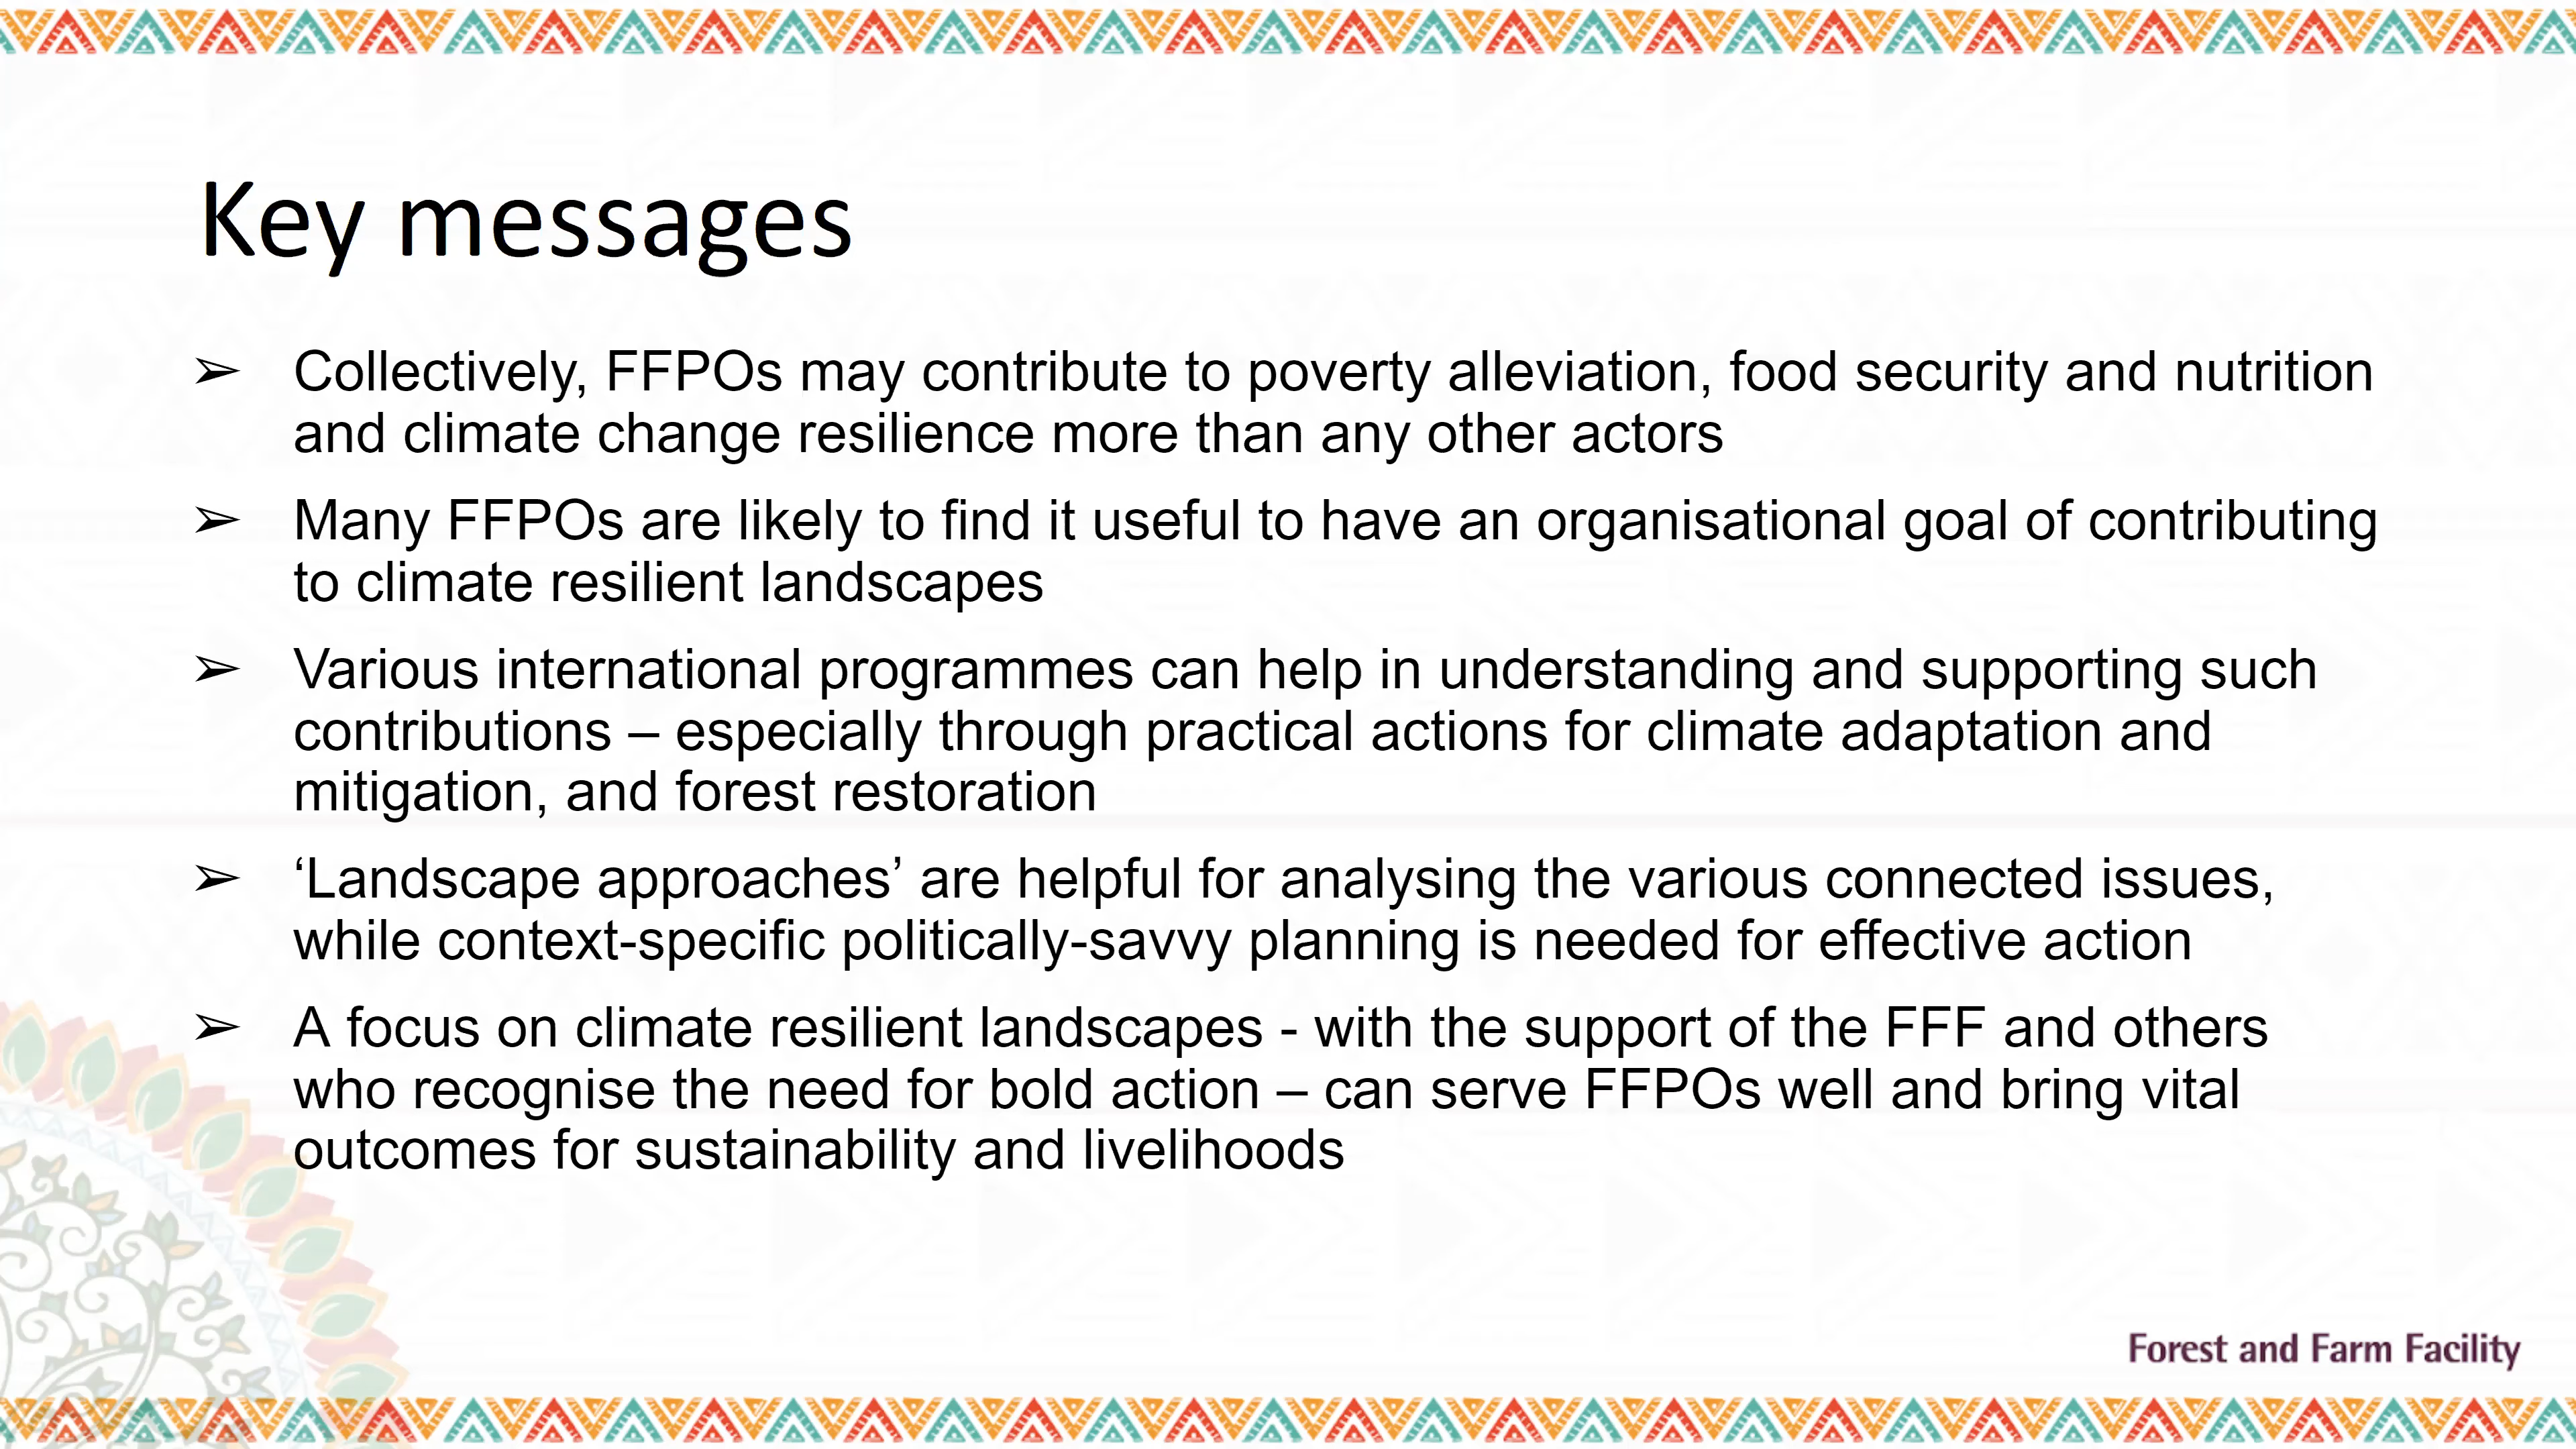 Key messages
➢ Collectively, FFPOs may contribute to poverty alleviation, food security and nutrition
and climate change resilience more than any other actors
➢ Many FFPOs are likely to find it useful to have an organisational goal of contributing
to climate resilient landscapes
➢ Various international programmes can help in understanding and supporting such
contributions – especially through practical actions for climate adaptation and
mitigation, and forest restoration
➢ ‘Landscape approaches’ are helpful for analysing the various connected issues,
while context-specific politically-savvy planning is needed for effective action
➢ A focus on climate resilient landscapes - with the support of the FFF and others
who recognise the need for bold action – can serve FFPOs well and bring vital
outcomes for sustainability and livelihoods
Forest and Farm Facility